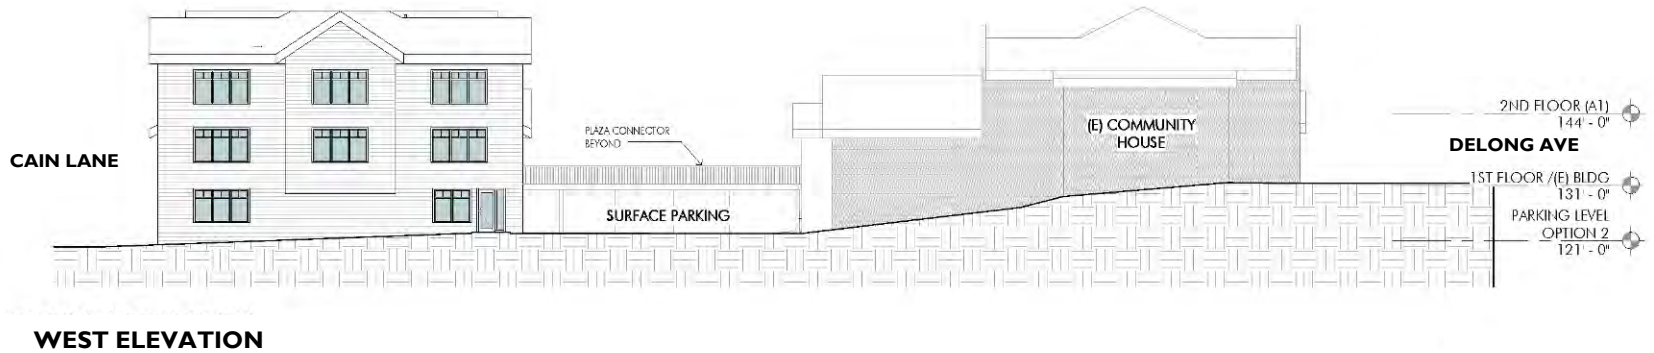 CAIN LANE
PLAZA CONNECTOR
BEYOND
SURFACE PARKING
(E) COMMUNITY
HOUSE
2ND FLOOR (A1)
144' - 0"
DELONG AVE
1ST FLOOR /(E) BLDG
131' - 0"
PARKING LEVEL
OPTION 2
121' - 0"
WEST ELEVATION